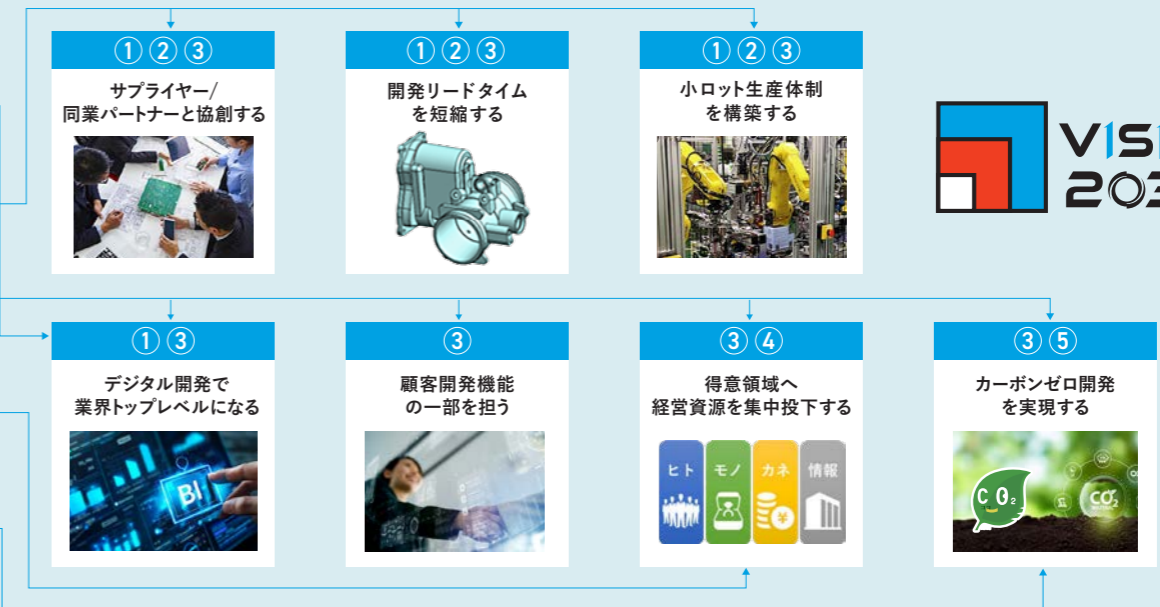 ①②③
サプライヤー/
同業パートナーと協創する
①②③
開発リードタイム
を短縮する
①②③
小ロット生産体制
を構築する
VIS
203
①③
デジタル開発で
業界トップレベルになる
BI
③
顧客開発機能
の一部を担う
③④
得意領域へ
経営資源を集中投下する
ヒト
モノ
カネ
情報
¥
③⑤
カーボンゼロ開発
を実現する
CO₂
CO₂